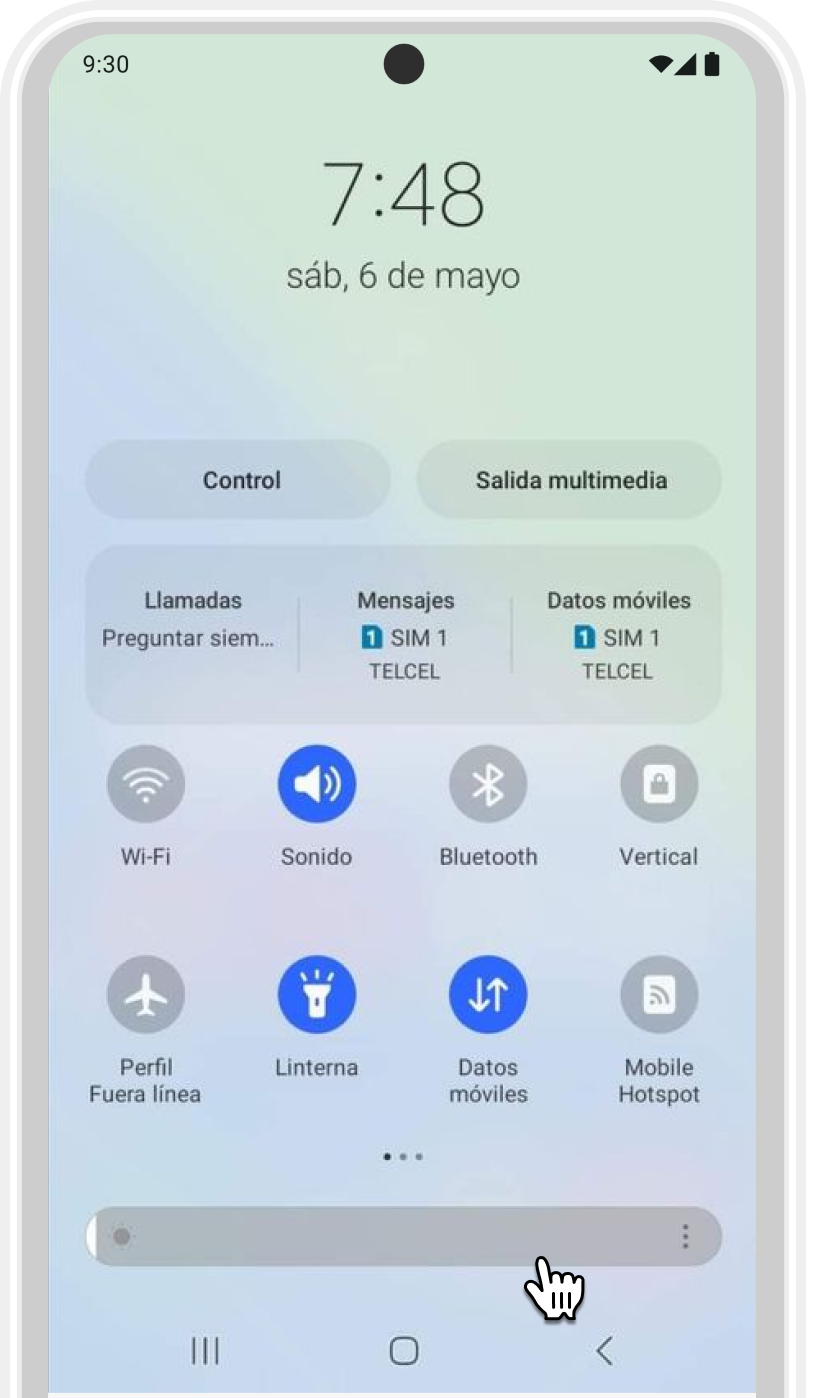 9:30
7:48
sáb, 6 de mayo
Control
Salida multimedia
Llamadas
Preguntar siem...
Mensajes
1 SIM 1
TELCEL
Datos móviles
1 SIM 1
TELCEL
Wi-Fi
Sonido
Bluetooth
Vertical
Perfil
Fuera línea
Linterna
Datos
móviles
Mobile
Hotspot